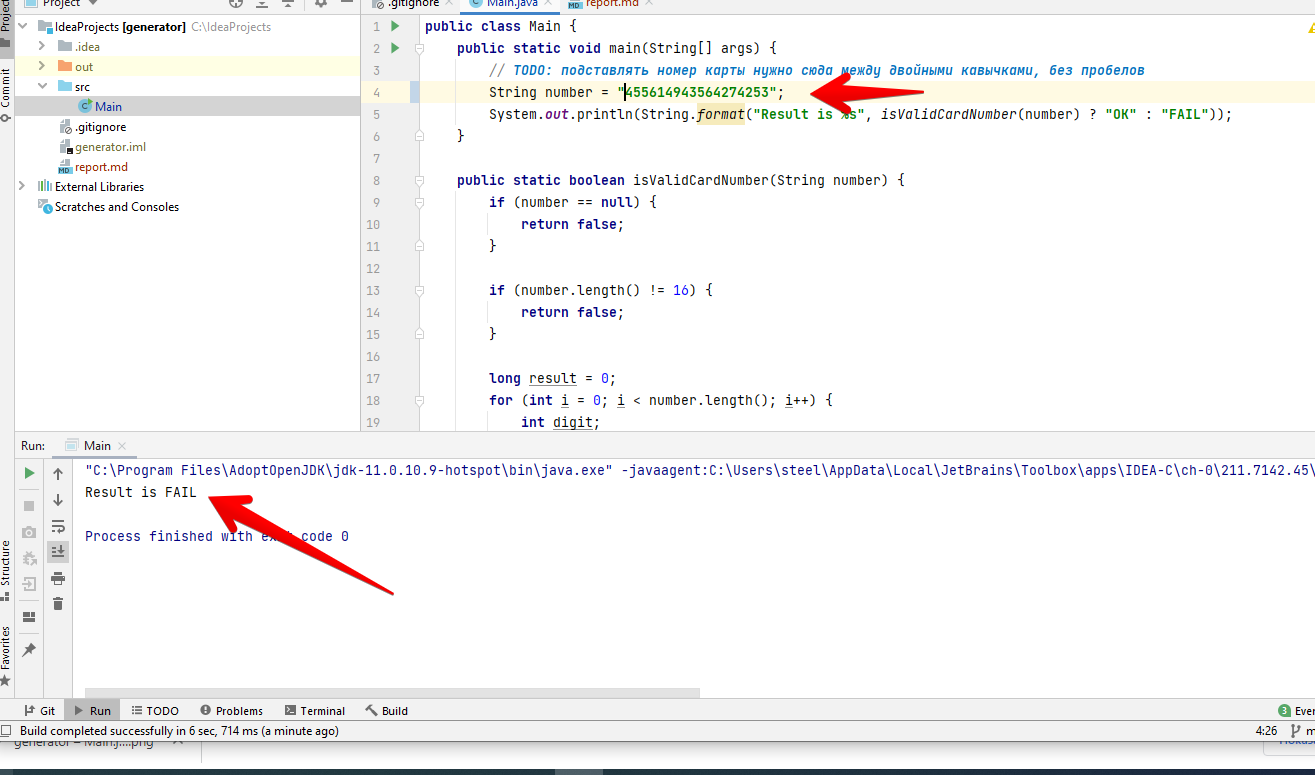 Project
IdeaProjects [generator] C:\IdeaProjects
.idea
out
src
Main
.gitignore
generator.iml
report.md
External Libraries
Scratches and Consoles
Project
Commit
Structure
Favorites
.gitignore
Main.java
report.md
1 public class Main {
2 public static void main(String[] args) {
3 // TODO: подставлять номер карты нужно сюда между двойными кавычками, без пробелов
4 String number = "455614943564274253";
5 System.out.println(String.format("Result is %s", isValidCardNumber(number) ? "OK" : "FAIL"));
6 }
7
8 public static boolean isValidCardNumber(String number) {
9 if (number == null) {
10 return false;
11 }
12
13 if (number.length() != 16) {
14 return false;
15 }
16
17 long result = 0;
18 for (int i = 0; i < number.length(); i++) {
19 int digit;
Run: Main
"C:\Program Files\AdoptOpenJDK\jdk-11.0.10.9-hotspot\bin\java.exe" -javaagent:C:\Users\steel\AppData\Local\JetBrains\Toolbox\apps\IDEA-C\ch-0\211.7142.45\
Result is FAIL
Process finished with exit code 0
Git Run TODO Problems Terminal Build 3
Build completed successfully in 6 sec, 714 ms (a minute ago) 4:26